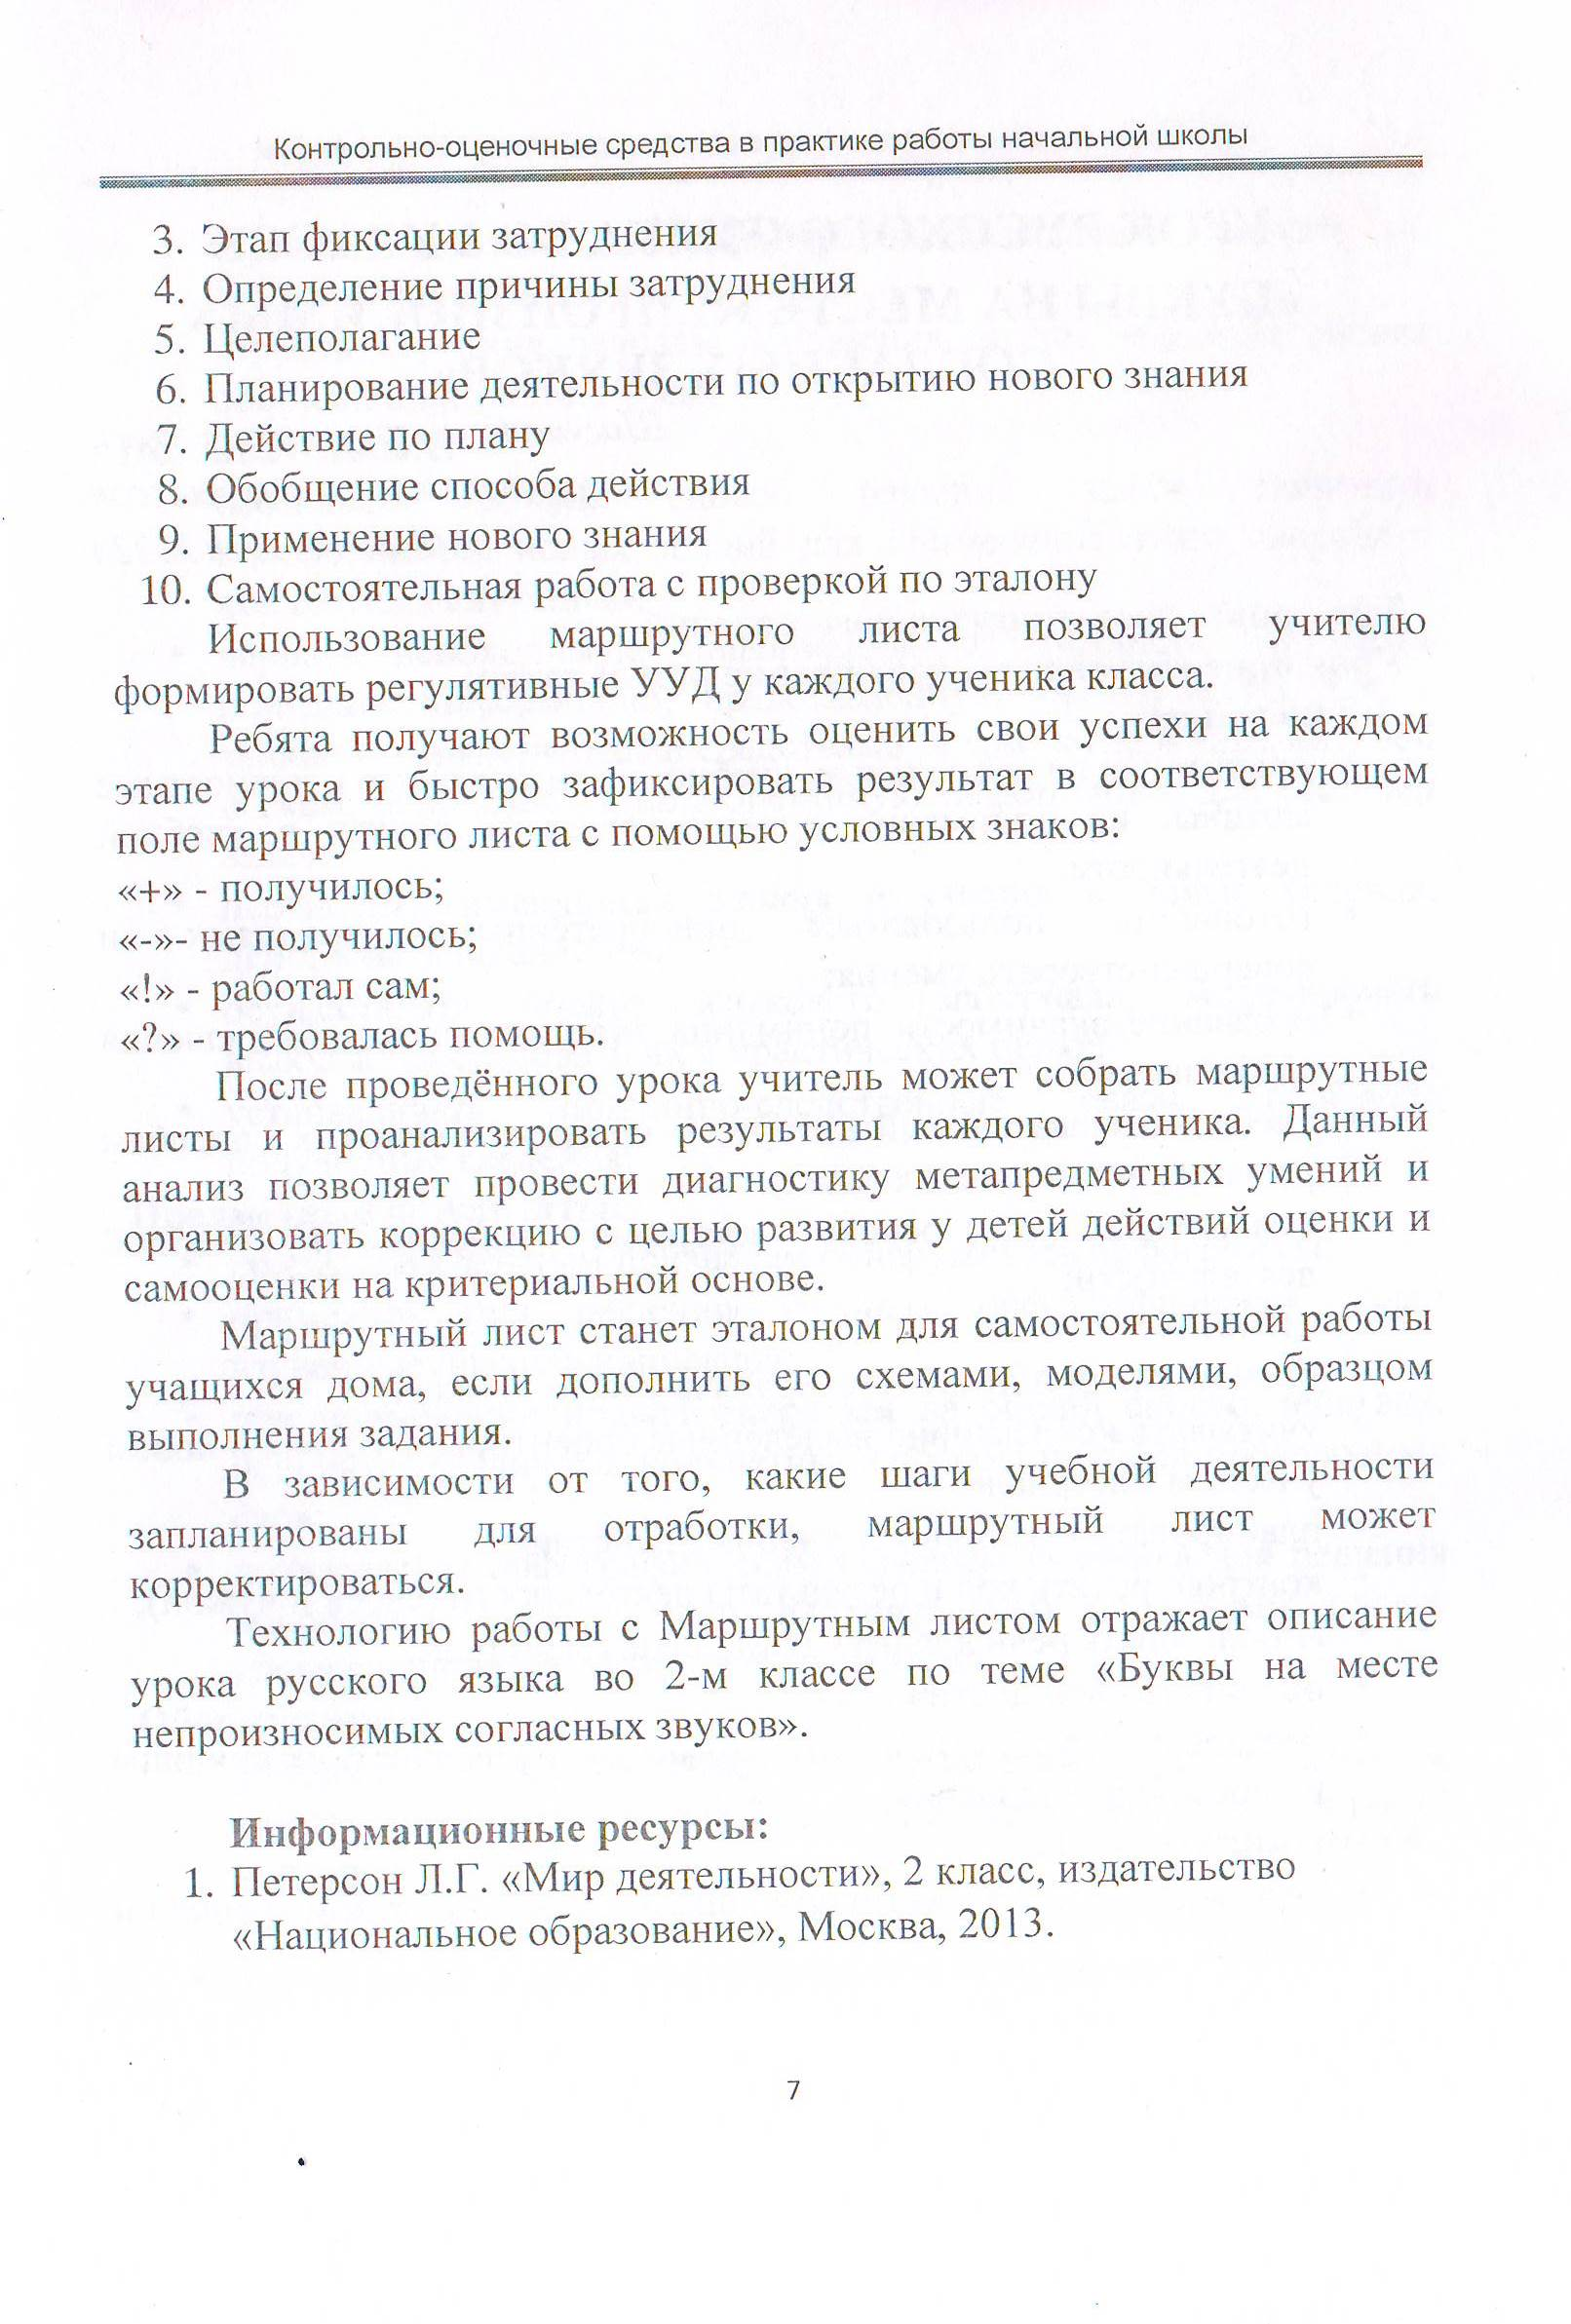 Контрольно-оценочные средства в практике работы начальной школы
3. Этап фиксации затруднения
4. Определение причины затруднения
5. Целеполагание
6. Планирование деятельности по открытию нового знания
7. Действие по плану
8. Обобщение способа действия
9. Применение нового знания
10. Самостоятельная работа с проверкой по эталону
Использование маршрутного листа позволяет учителю
формировать регулятивные УУД у каждого ученика класса.
Ребята получают возможность оценить свои успехи на каждом
этапе урока и быстро зафиксировать результат в соответствующем
поле маршрутного листа с помощью условных знаков:
«+» - получилось;
«-»- не получилось;
«!» - работал сам;
«?» - требовалась помощь.
После проведённого урока учитель может собрать маршрутные
листы и проанализировать результаты каждого ученика. Данный
анализ позволяет провести диагностику метапредметных умений и
организовать коррекцию с целью развития у детей действий оценки и
самооценки на критериальной основе.
Маршрутный лист станет эталоном для самостоятельной работы
учащихся дома, если дополнить его схемами, моделями, образцом
выполнения задания.
В зависимости от того, какие шаги учебной деятельности
запланированы для отработки, маршрутный лист может
корректироваться.
Технологию работы с Маршрутным листом отражает описание
урока русского языка во 2-м классе по теме «Буквы на месте
непроизносимых согласных звуков».
Информационные ресурсы:
1. Петерсон Л.Г. «Мир деятельности», 2 класс, издательство
«Национальное образование», Москва, 2013.
7